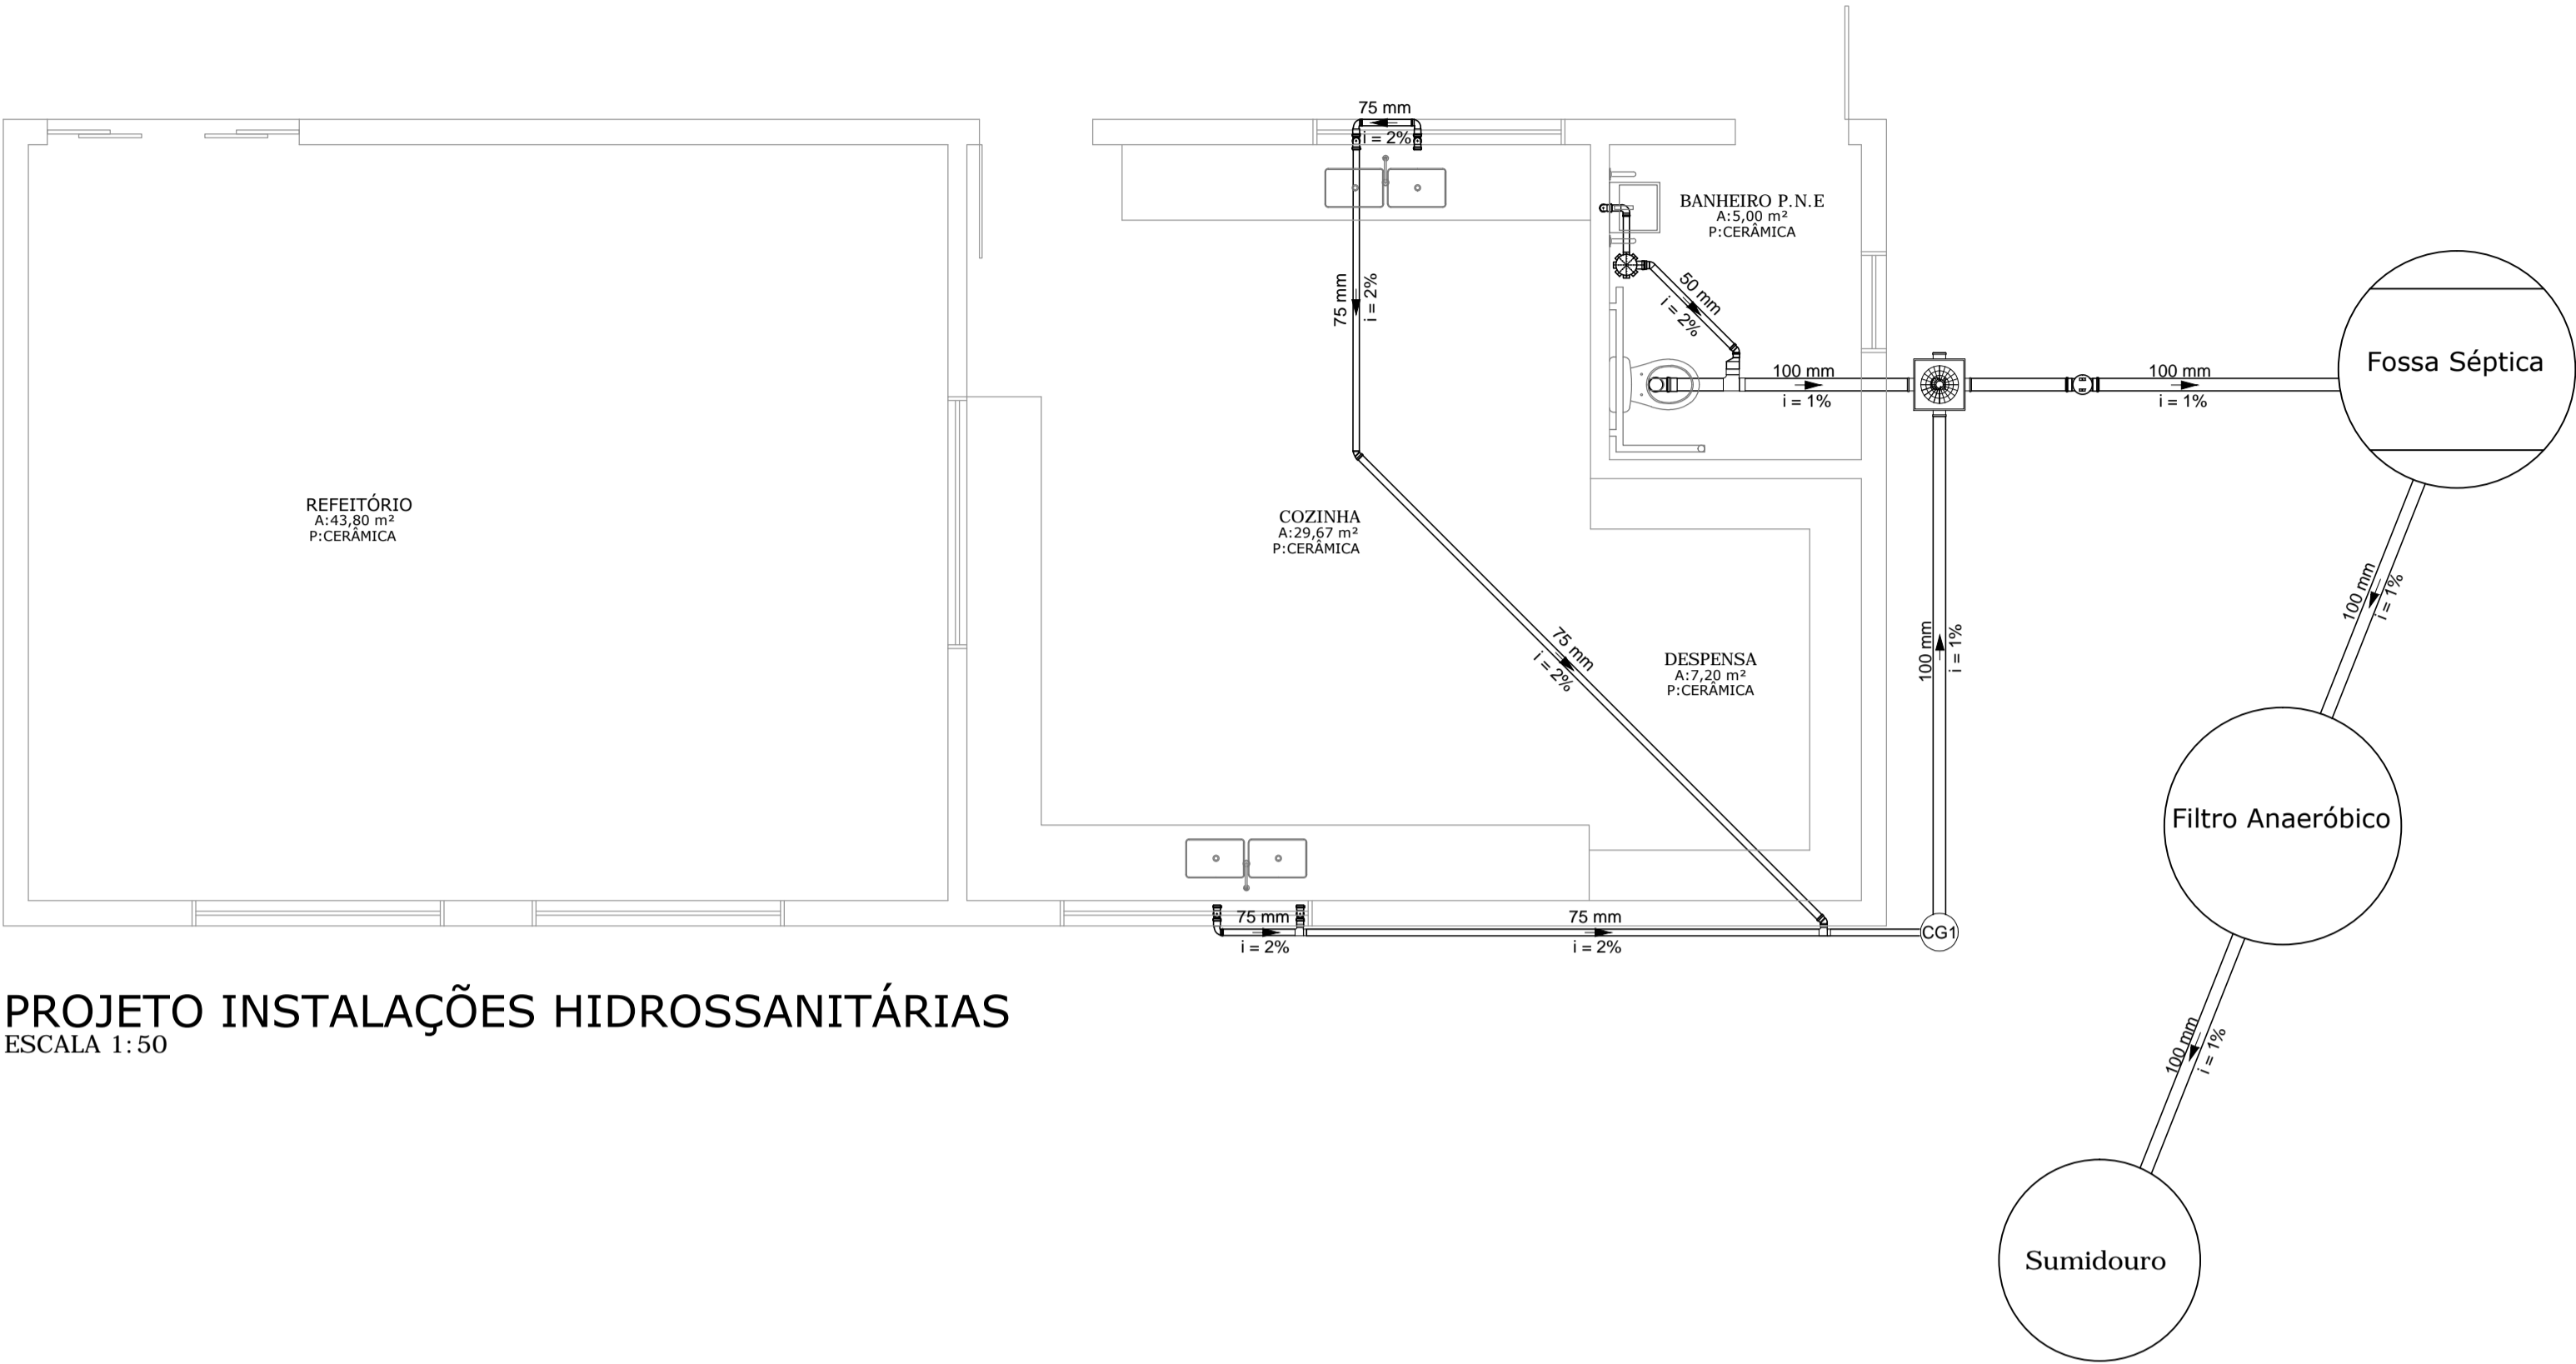 75 mm
i = 2%
BANHEIRO P.N.E
A:5,00 m²
P:CERÂMICA
75 mm
i = 2%
50 mm
i = 2%
100 mm
i = 1%
100 mm
i = 1%
Fossa Séptica
REFEITÓRIO
A:43,80 m²
P:CERÂMICA
COZINHA
A:29,67 m²
P:CERÂMICA
100 mm
i = 1%
75 mm
i = 2%
DESPENSA
A:7,20 m²
P:CERÂMICA
100 mm
i = 1%
Filtro Anaeróbico
75 mm
i = 2%
75 mm
i = 2%
CG1
PROJETO INSTALAÇÕES HIDROSSANITÁRIAS
ESCALA 1:50
100 mm
i = 1%
Sumidouro